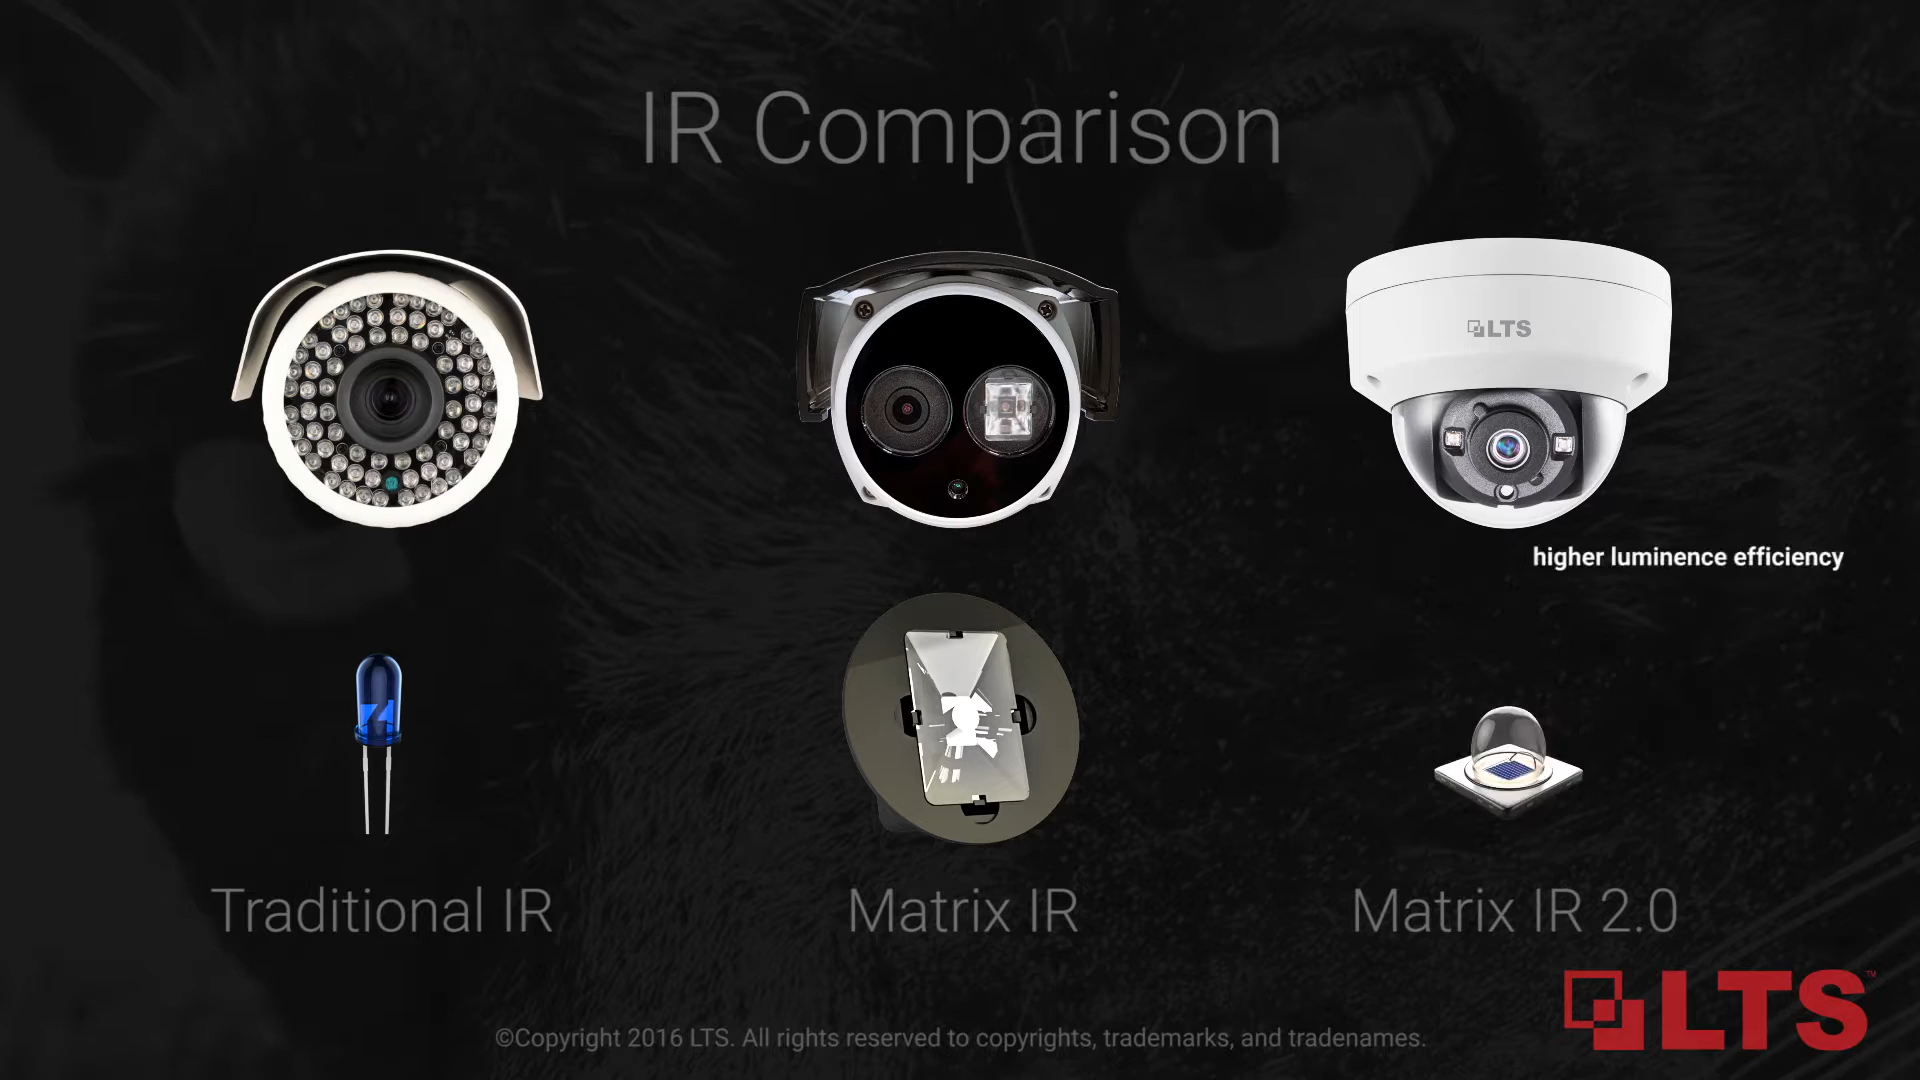 IR Comparison
LTS
higher luminence efficiency
Traditional IR
Matrix IR
Matrix IR 2.0
LTS™
©Copyright 2016 LTS. All rights reserved to copyrights, trademarks, and tradenames.